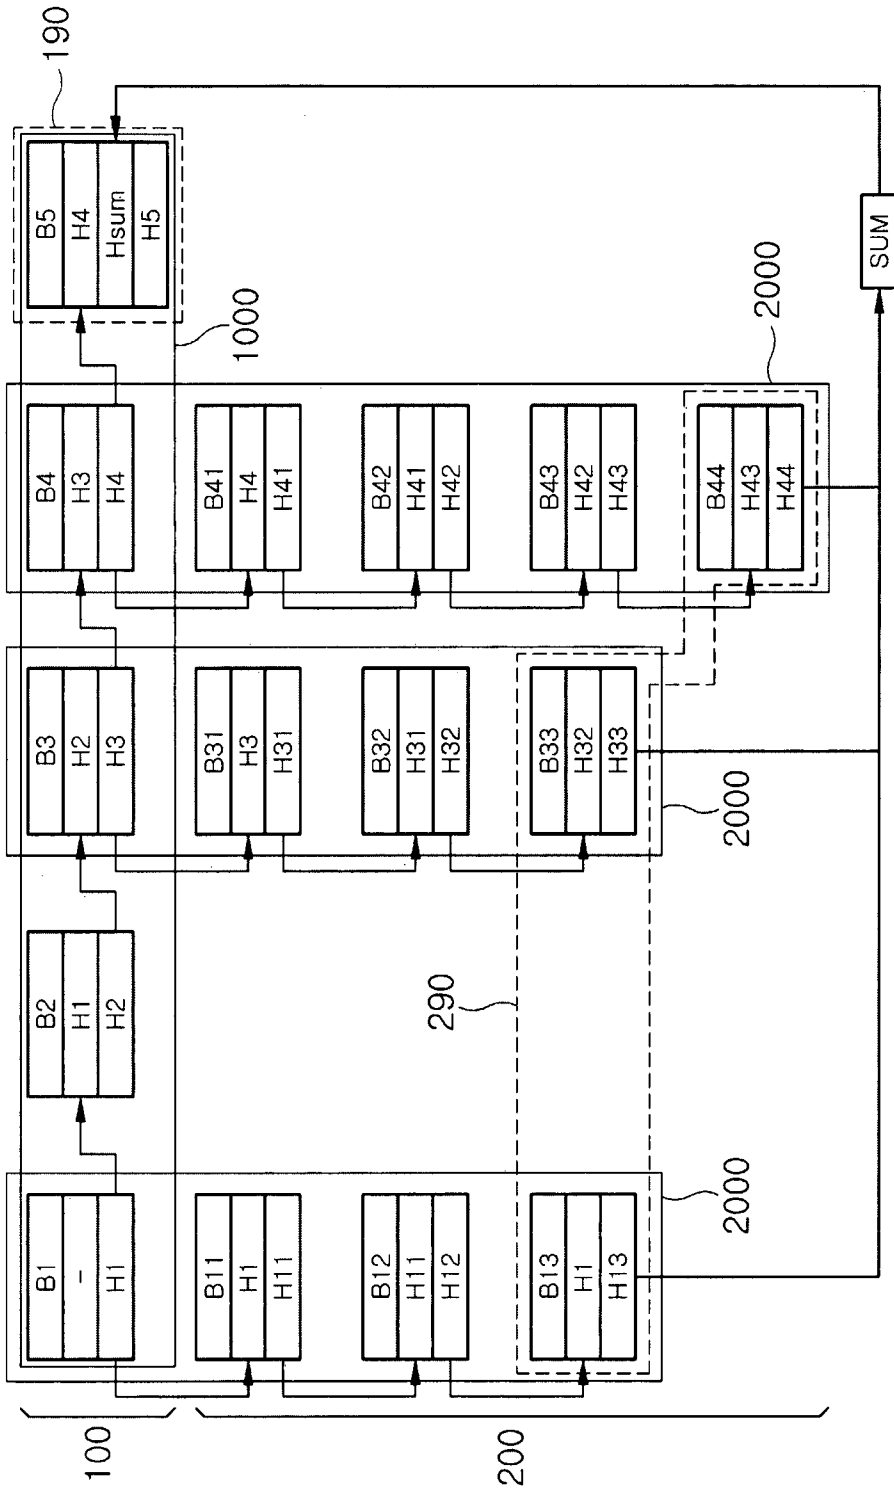 100
200
B1
-
H1
B2
H1
H2
B3
H2
H3
B4
H3
H4
B5
H4
Hsum
H5
190
1000
B11
H1
H11
B31
H3
H31
B41
H4
H41
B12
H11
H12
B32
H31
H32
B42
H41
H42
B13
H1
H13
290
B33
H32
H33
B43
H42
H43
B44
H43
H44
2000
2000
2000
SUM